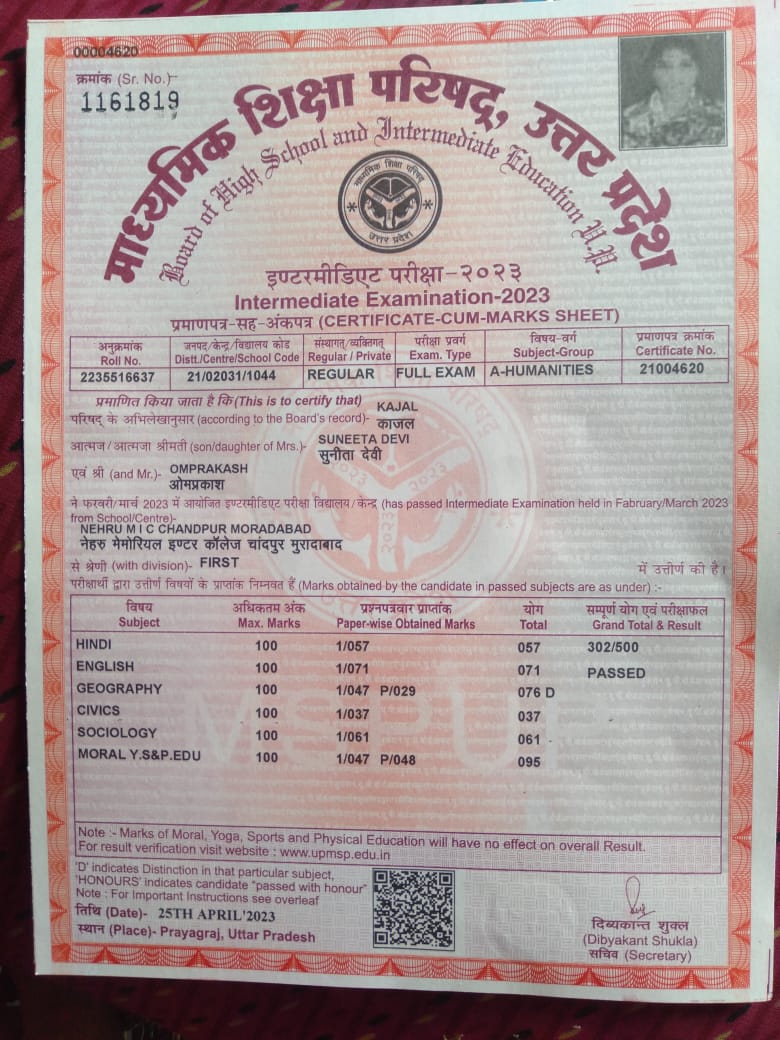 00004620
क्रमांक (Sr. No.)-
1161819
माध्यमिक शिक्षा परिषद्, उत्तर प्रदेश
Board of High School and Intermediate Education U.P.
माध्यमिक शिक्षा परिषद्
उत्तर प्रदेश
इण्टरमीडिएट परीक्षा-२०२३
Intermediate Examination-2023
प्रमाणपत्र-सह-अंकपत्र (CERTIFICATE-CUM-MARKS SHEET)
अनुक्रमांक जनपद/केन्द्र/विद्यालय कोड संस्थागत/व्यक्तिगत परीक्षा प्रवर्ग विषय-वर्ग प्रमाणपत्र क्रमांक
Roll No. Distt./Centre/School Code Regular / Private Exam. Type Subject-Group Certificate No.
2235516637 21/02031/1044 REGULAR FULL EXAM A-HUMANITIES 21004620
प्रमाणित किया जाता है कि (This is to certify that) KAJAL
परिषद् के अभिलेखानुसार (according to the Board's record)- काजल
आत्मज/आत्मजा श्रीमती (son/daughter of Mrs.)- SUNEETA DEVI
सुनीता देवी
एवं श्री (and Mr.)- OMPRAKASH
ओमप्रकाश
ने फरवरी/मार्च 2023 में आयोजित इण्टरमीडिएट परीक्षा विद्यालय/केन्द्र (has passed Intermediate Examination held in Fabruary/March 2023
from School/Centre)-
NEHRU M I C CHANDPUR MORADABAD
नेहरु मेमोरियल इण्टर कॉलेज चांदपुर मुरादाबाद
से श्रेणी (with division)- FIRST में उत्तीर्ण की है।
परीक्षार्थी द्वारा उत्तीर्ण विषयों के प्राप्तांक निम्नवत हैं (Marks obtained by the candidate in passed subjects are as under) :-
विषय अधिकतम अंक प्रश्नपत्रवार प्राप्तांक योग सम्पूर्ण योग एवं परीक्षाफल
Subject Max. Marks Paper-wise Obtained Marks Total Grand Total & Result
HINDI 100 1/057 057 302/500
ENGLISH 100 1/071 071 PASSED
GEOGRAPHY 100 1/047 P/029 076 D
CIVICS 100 1/037 037
SOCIOLOGY 100 1/061 061
MORAL Y.S&P.EDU 100 1/047 P/048 095
MSPUP
Note :- Marks of Moral, Yoga, Sports and Physical Education will have no effect on overall Result.
For result verification visit website : www.upmsp.edu.in
'D' indicates Distinction in that particular subject,
'HONOURS' indicates candidate "passed with honour"
Note : For Important Instructions see overleaf
तिथि (Date)- 25TH APRIL'2023
स्थान (Place)- Prayagraj, Uttar Pradesh
दिब्यकान्त शुक्ल
(Dibyakant Shukla)
सचिव (Secretary)